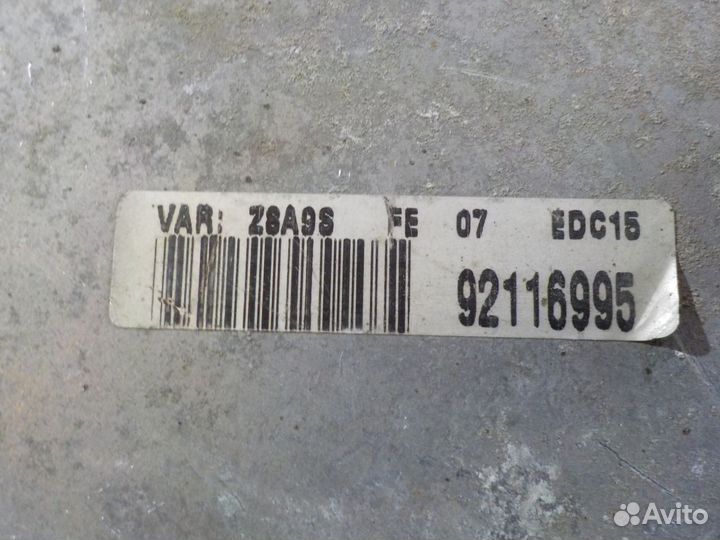 VAR: Z8A9S FE 07 EDC15
92116995
Avito